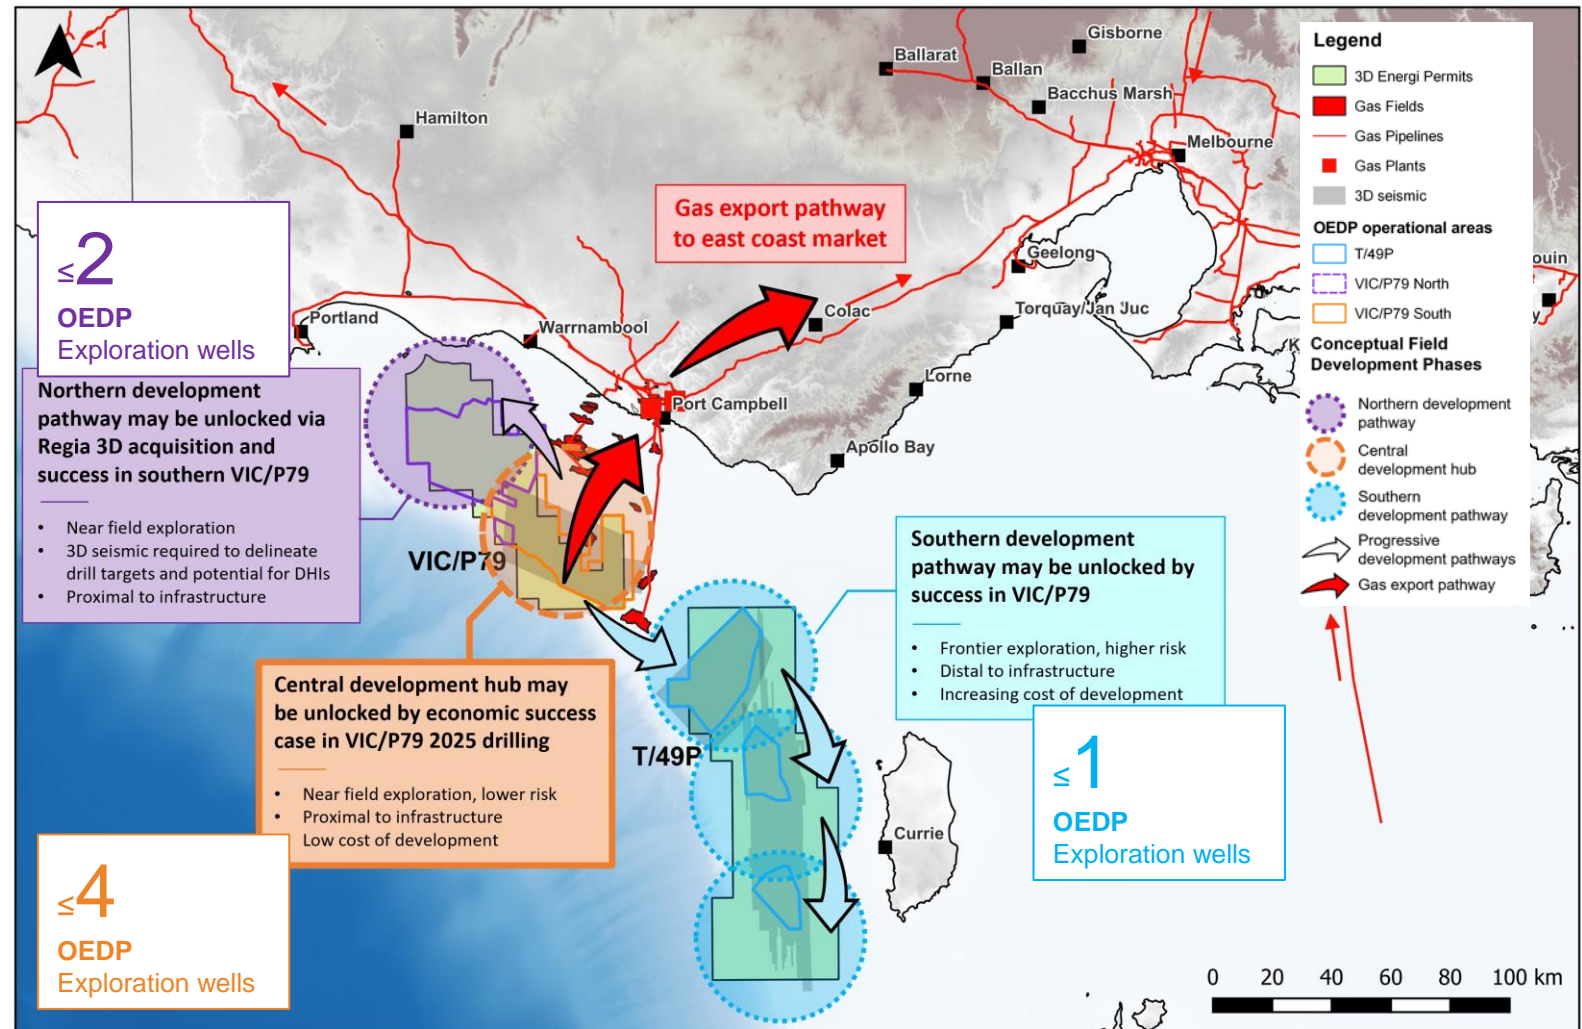 Gisborne
Ballarat
Ballan
Bacchus Marsh
Hamilton
Melbourne
Gas export pathway
to east coast market
Geelong
Torquay/Jan Juc
Colac
Portland
Warrnambool
Lorne
Port Campbell
Apollo Bay
≤2
OEDP
Exploration wells
Northern development
pathway may be unlocked via
Regia 3D acquisition and
success in southern VIC/P79
• Near field exploration
• 3D seismic required to delineate
drill targets and potential for DHIs
• Proximal to infrastructure
VIC/P79
Southern development
pathway may be unlocked by
success in VIC/P79
• Frontier exploration, higher risk
• Distal to infrastructure
• Increasing cost of development
Central development hub may
be unlocked by economic success
case in VIC/P79 2025 drilling
• Near field exploration, lower risk
• Proximal to infrastructure
Low cost of development
T/49P
≤1
OEDP
Exploration wells
Currie
≤4
OEDP
Exploration wells
Legend
3D Energi Permits
Gas Fields
Gas Pipelines
Gas Plants
3D seismic
OEDP operational areas
T/49P
VIC/P79 North
VIC/P79 South
Conceptual Field
Development Phases
Northern development
pathway
Central
development hub
Southern
development pathway
Progressive
development pathways
Gas export pathway
ouin
y
K
0 20 40 60 80 100 km